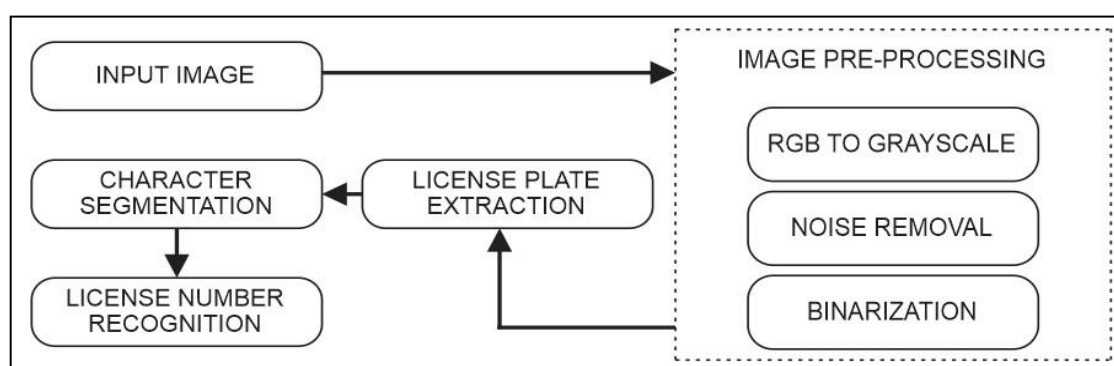 INPUT IMAGE
IMAGE PRE-PROCESSING
RGB TO GRAYSCALE
NOISE REMOVAL
BINARIZATION
LICENSE PLATE
EXTRACTION
CHARACTER
SEGMENTATION
LICENSE NUMBER
RECOGNITION